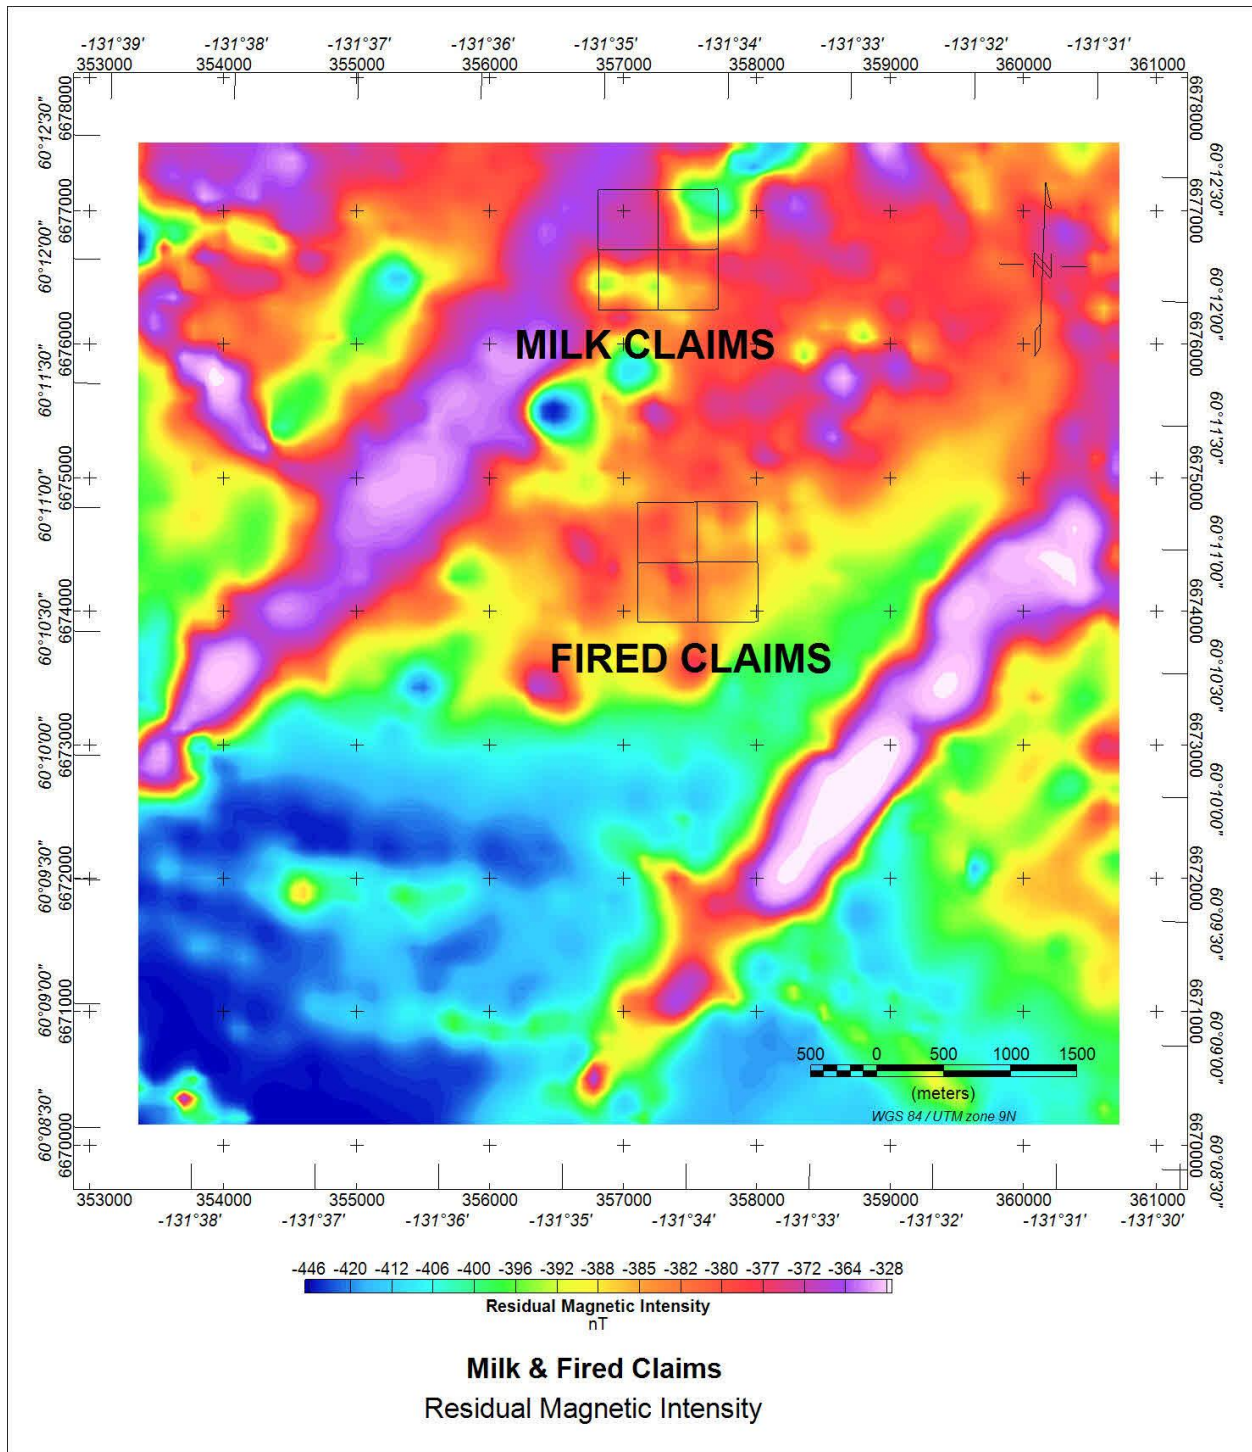 -131°39' -131°38' -131°37' -131°36' -131°35' -131°34' -131°33' -131°32' -131°31'
353000 354000 355000 356000 357000 358000 359000 360000 361000
60°12'30" 60°12'00" 60°11'30" 60°11'00" 60°10'30" 60°10'00" 60°09'30" 60°09'00" 60°08'30"
6678000 6677000 6676000 6675000 6674000 6673000 6672000 6671000 6670000
MILK CLAIMS
FIRED CLAIMS
N
500 0 500 1000 1500
(meters)
WGS 84 / UTM zone 9N
6678000 6677000 6676000 6675000 6674000 6673000 6672000 6671000 6670000
60°12'30" 60°12'00" 60°11'30" 60°11'00" 60°10'30" 60°10'00" 60°09'30" 60°09'00" 60°08'30"
353000 354000 355000 356000 357000 358000 359000 360000 361000
-131°38' -131°37' -131°36' -131°35' -131°34' -131°33' -131°32' -131°31' -131°30'
-446 -420 -412 -406 -400 -396 -392 -388 -385 -382 -380 -377 -372 -364 -328
Residual Magnetic Intensity
nT
Milk & Fired Claims
Residual Magnetic Intensity